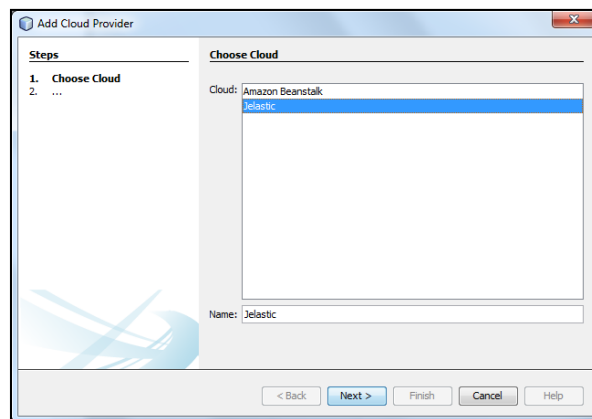 Add Cloud Provider
Steps
1. Choose Cloud
2. ...
Choose Cloud
Cloud: Amazon Beanstalk
Jelastic
Name: Jelastic
< Back Next > Finish Cancel Help